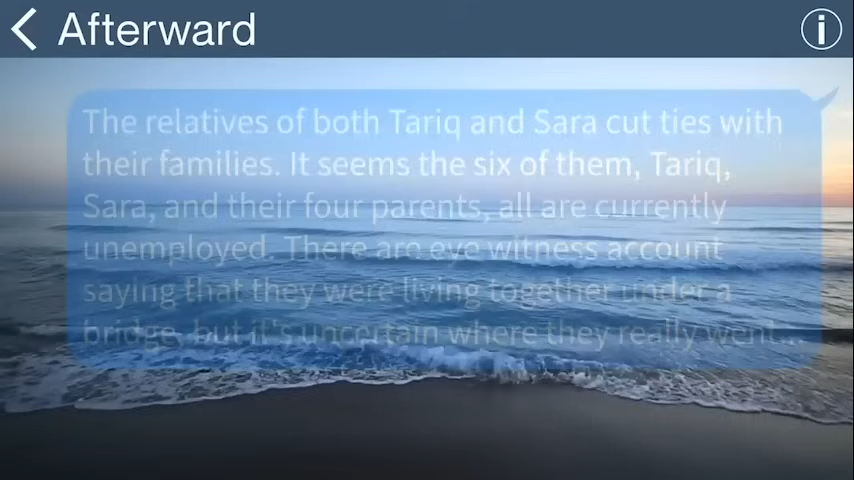 Afterward
The relatives of both Tariq and Sara cut ties with
their families. It seems the six of them, Tariq,
Sara, and their four parents, all are currently
unemployed. There are eye witness account
saying that they were living together under a
bridge, but it's uncertain where they really went...